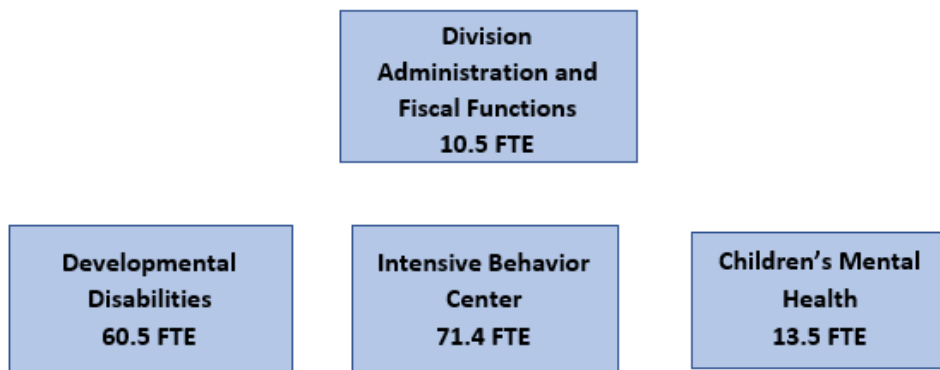 Division
Administration and
Fiscal Functions
10.5 FTE
Developmental
Disabilities
60.5 FTE
Intensive Behavior
Center
71.4 FTE
Children’s Mental
Health
13.5 FTE